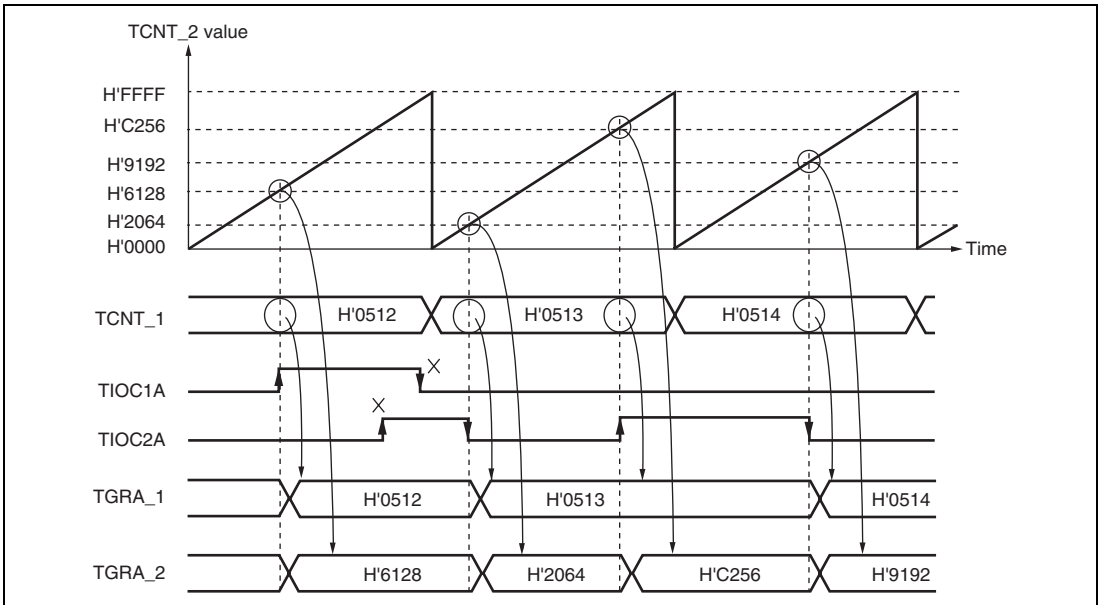 TCNT_2 value
H'FFFF
H'C256
H'9192
H'6128
H'2064
H'0000
Time
TCNT_1 H'0512 H'0513 H'0514
X
TIOC1A
X
TIOC2A
TGRA_1 H'0512 H'0513 H'0514
TGRA_2 H'6128 H'2064 H'C256 H'9192